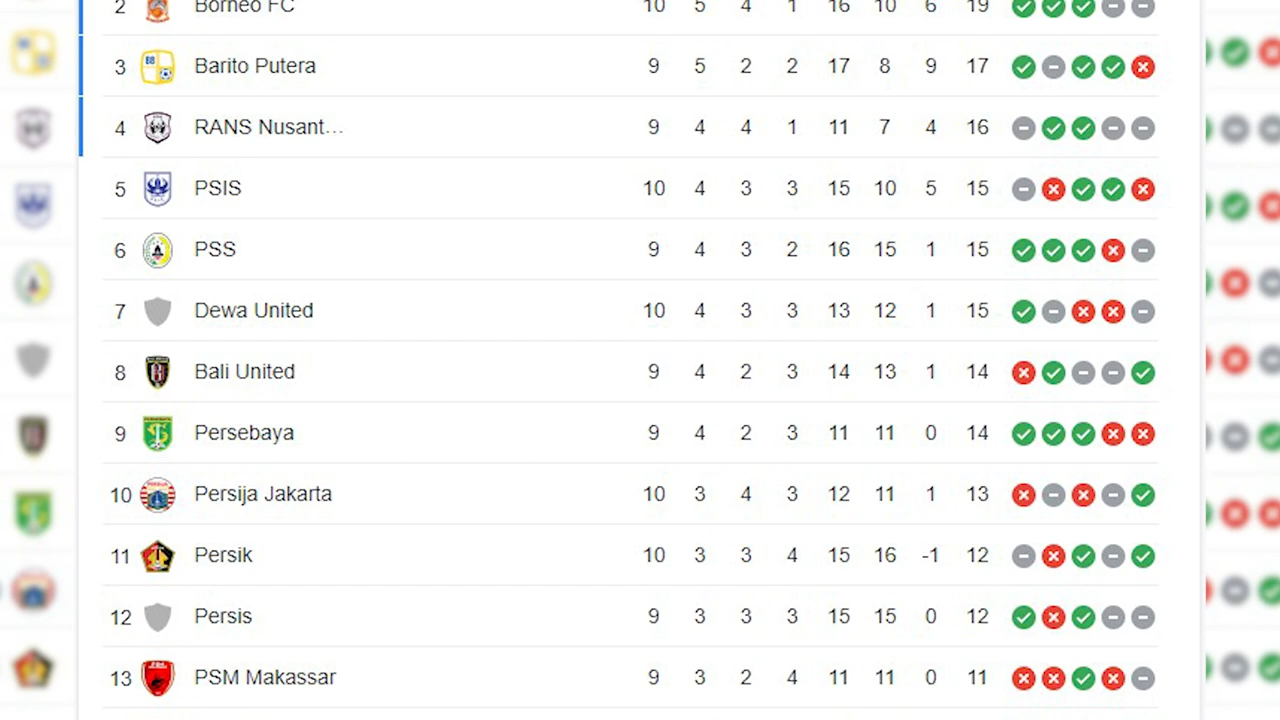 2 Borneo FC 10 5 4 1 16 10 6 19
3 Barito Putera 9 5 2 2 17 8 9 17
4 RANS Nusant... 9 4 4 1 11 7 4 16
5 PSIS 10 4 3 3 15 10 5 15
6 PSS 9 4 3 2 16 15 1 15
7 Dewa United 10 4 3 3 13 12 1 15
8 Bali United 9 4 2 3 14 13 1 14
9 Persebaya 9 4 2 3 11 11 0 14
10 Persija Jakarta 10 3 4 3 12 11 1 13
11 Persik 10 3 3 4 15 16 -1 12
12 Persis 9 3 3 3 15 15 0 12
13 PSM Makassar 9 3 2 4 11 11 0 11